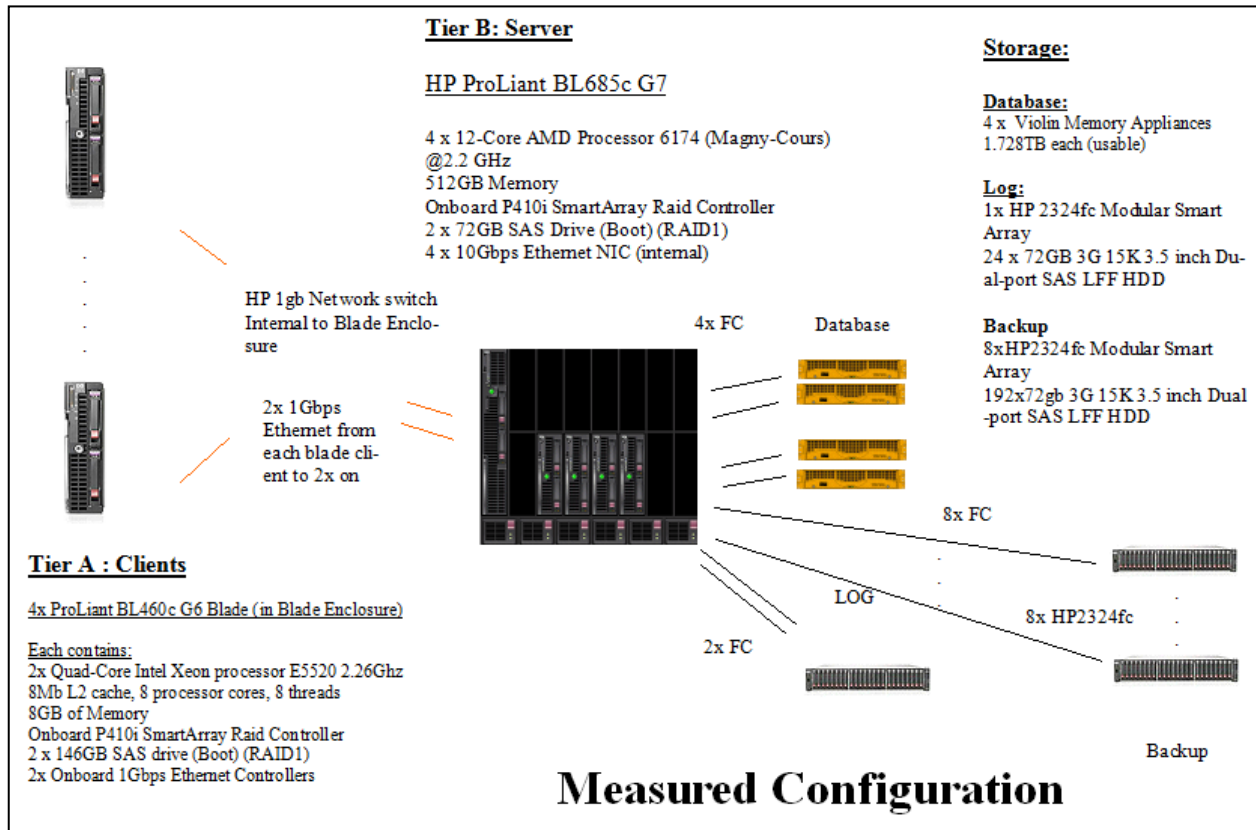 Tier B: Server
HP ProLiant BL685c G7
4 x 12-Core AMD Processor 6174 (Magny-Cours)
@2.2 GHz
512GB Memory
Onboard P410i SmartArray Raid Controller
2 x 72GB SAS Drive (Boot) (RAID1)
4 x 10Gbps Ethernet NIC (internal)
Storage:
Database:
4 x Violin Memory Appliances
1.728TB each (usable)
Log:
1x HP 2324fc Modular Smart
Array
24 x 72GB 3G 15K 3.5 inch Du-
al-port SAS LFF HDD
Backup
8xHP2324fc Modular Smart
Array
192x72gb 3G 15K 3.5 inch Dual
-port SAS LFF HDD
HP 1gb Network switch
Internal to Blade Enclo-
sure
4x FC
Database
2x 1Gbps
Ethernet from
each blade cli-
ent to 2x on
8x FC
LOG
8x HP2324fc
2x FC
Backup
Tier A : Clients
4x ProLiant BL460c G6 Blade (in Blade Enclosure)
Each contains:
2x Quad-Core Intel Xeon processor E5520 2.26Ghz
8Mb L2 cache, 8 processor cores, 8 threads
8GB of Memory
Onboard P410i SmartArray Raid Controller
2 x 146GB SAS drive (Boot) (RAID1)
2x Onboard 1Gbps Ethernet Controllers
Measured Configuration